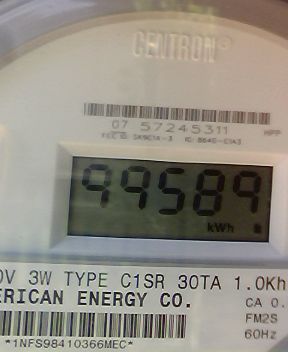 CENTRON®
07 57245311
HPP
99589
kWh
0V 3W TYPE C1SR 30TA 1.0Kh
ERICAN ENERGY CO.
CA 0.
FM2S
60Hz
*1NFS98410366MEC*